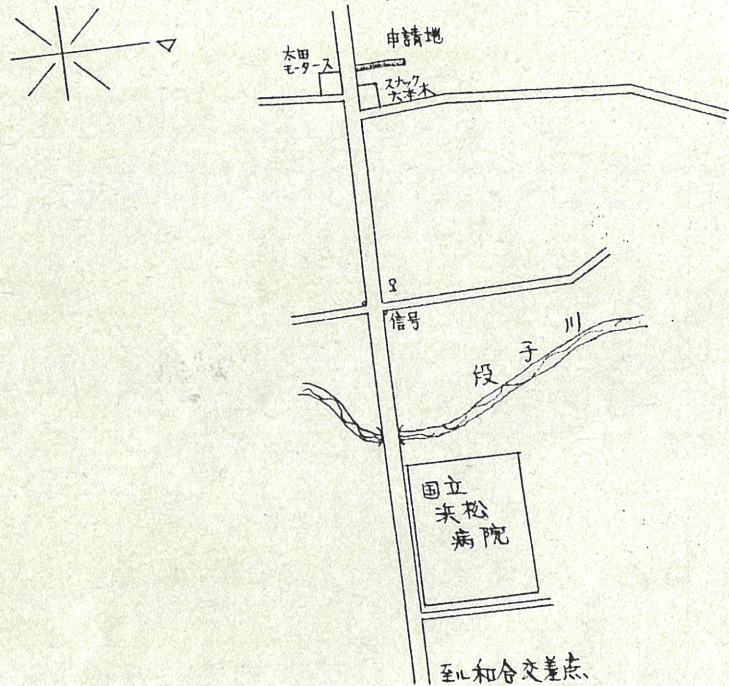 申請地
太田
モータース
スナック
六本木
信号
段子川
国立
浜松
病院
至ル和合交差点